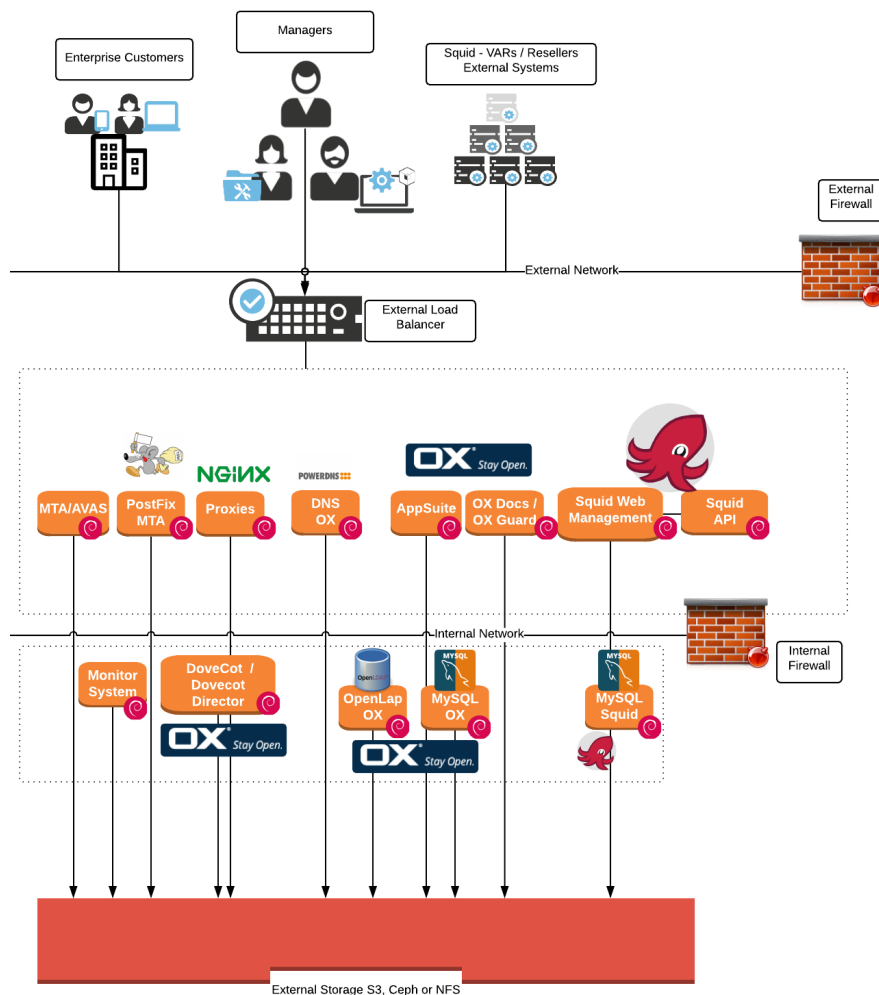 Managers
Enterprise Customers
Squid - VARs / Resellers
External Systems
External
Firewall
External Network
External Load
Balancer
NGINX
POWERDNS
OX
Stay Open.
MTA/AVAS
PostFix
MTA
Proxies
DNS
OX
AppSuite
OX Docs /
OX Guard
Squid Web
Management
Squid
API
Internal Network
Internal
Firewall
Monitor
System
DoveCot /
Dovecot
Director
OX
Stay Open.
OpenLap
OX
MYSQL
MySQL
OX
OX
Stay Open.
MYSQL
MySQL
Squid
External Storage S3, Ceph or NFS